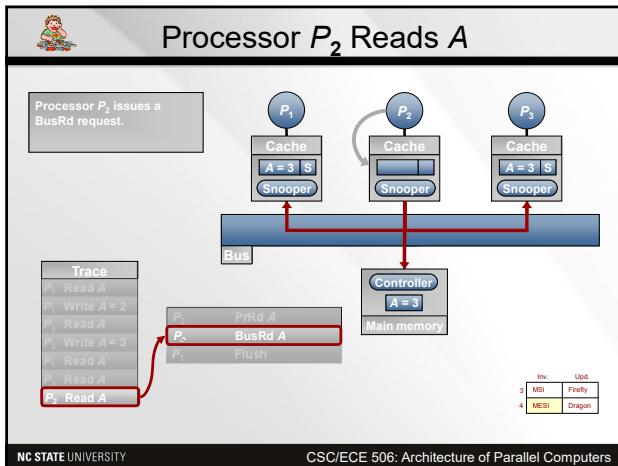 Processor P₂ Reads A
Processor P₂ issues a
BusRd request.
P₁
P₂
P₃
Cache
Cache
Cache
A = 3 S
A = 3 S
Snooper
Snooper
Snooper
Bus
Controller
A = 3
Main memory
Trace
P₁ Read A
P₁ Write A = 2
Read A
Write A = 3
P₁ Read A
Read A
P₂ Read A
P₂ PrRd A
P₂ BusRd A
P₁ Flush
Inv. Upd.
3 MSI Firefly
4 MESI Dragon
NC STATE UNIVERSITY
CSC/ECE 506: Architecture of Parallel Computers